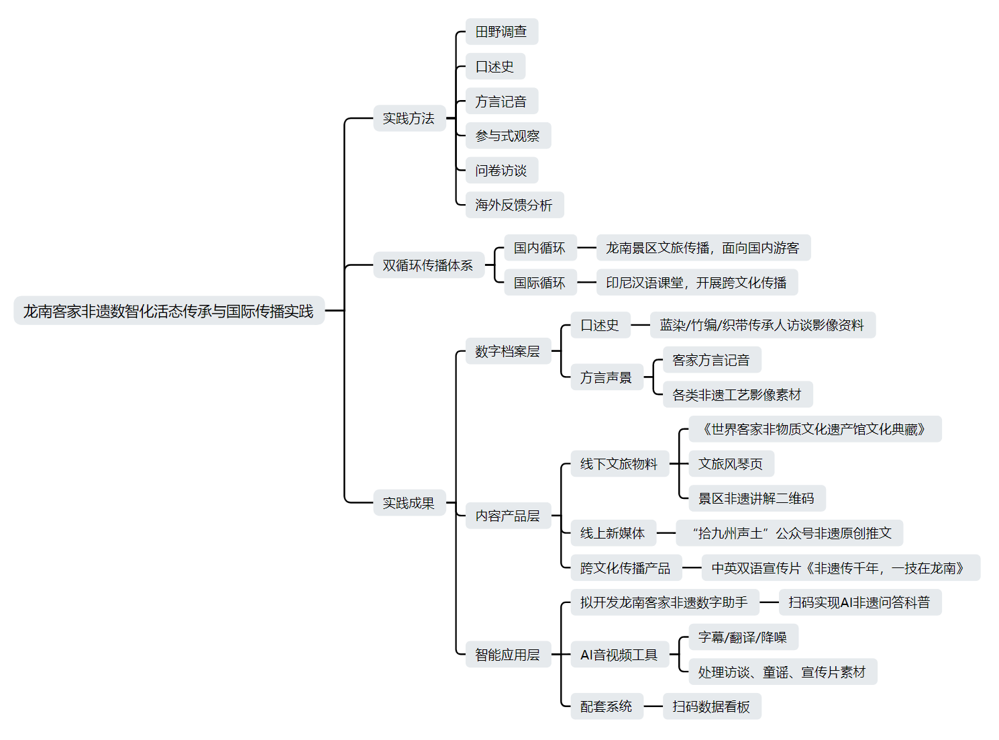 龙南客家非遗数智化活态传承与国际传播实践
实践方法
田野调查
口述史
方言记音
参与式观察
问卷访谈
海外反馈分析
双循环传播体系
国内循环
龙南景区文旅传播，面向国内游客
国际循环
印尼汉语课堂，开展跨文化传播
实践成果
数字档案层
口述史
蓝染/竹编/织带传承人访谈影像资料
方言声景
客家方言记音
各类非遗工艺影像素材
内容产品层
线下文旅物料
《世界客家非物质文化遗产馆文化典藏》
文旅风琴页
景区非遗讲解二维码
线上新媒体
“拾九州声土”公众号非遗原创推文
跨文化传播产品
中英双语宣传片《非遗传千年，一技在龙南》
智能应用层
拟开发龙南客家非遗数字助手
扫码实现AI非遗问答科普
AI音视频工具
字幕/翻译/降噪
处理访谈、童谣、宣传片素材
配套系统
扫码数据看板